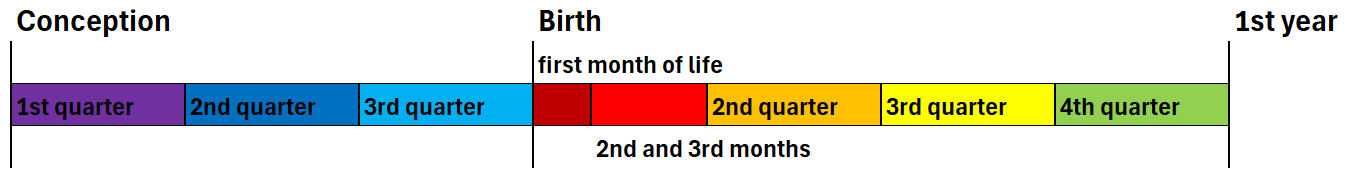 Conception
Birth
1st year
first month of life
1st quarter
2nd quarter
3rd quarter
2nd quarter
3rd quarter
4th quarter
2nd and 3rd months